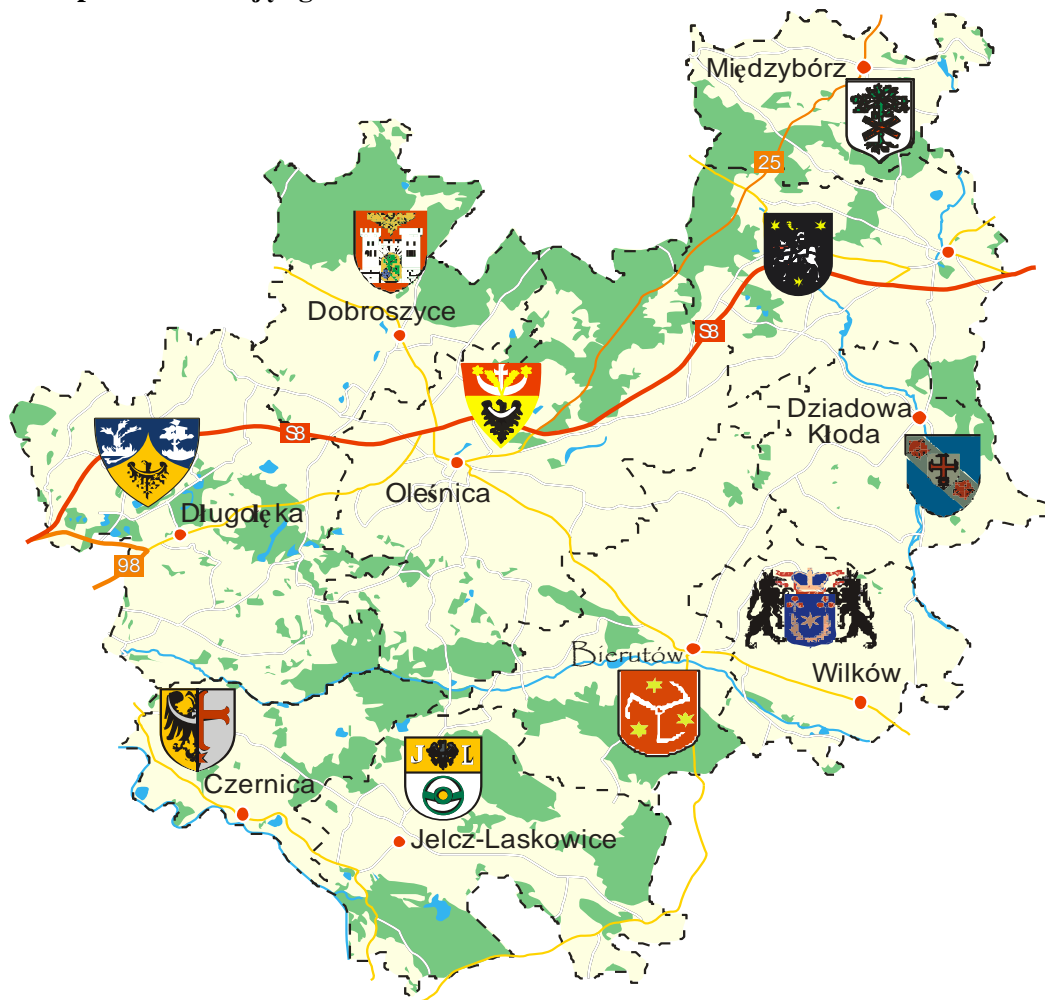 Międzybórz
25
Dobroszyce
S8
Dziadowa
Kłoda
S8
Oleśnica
Długołęka
98
Bierutów
Wilków
J L
Czernica
Jelcz-Laskowice